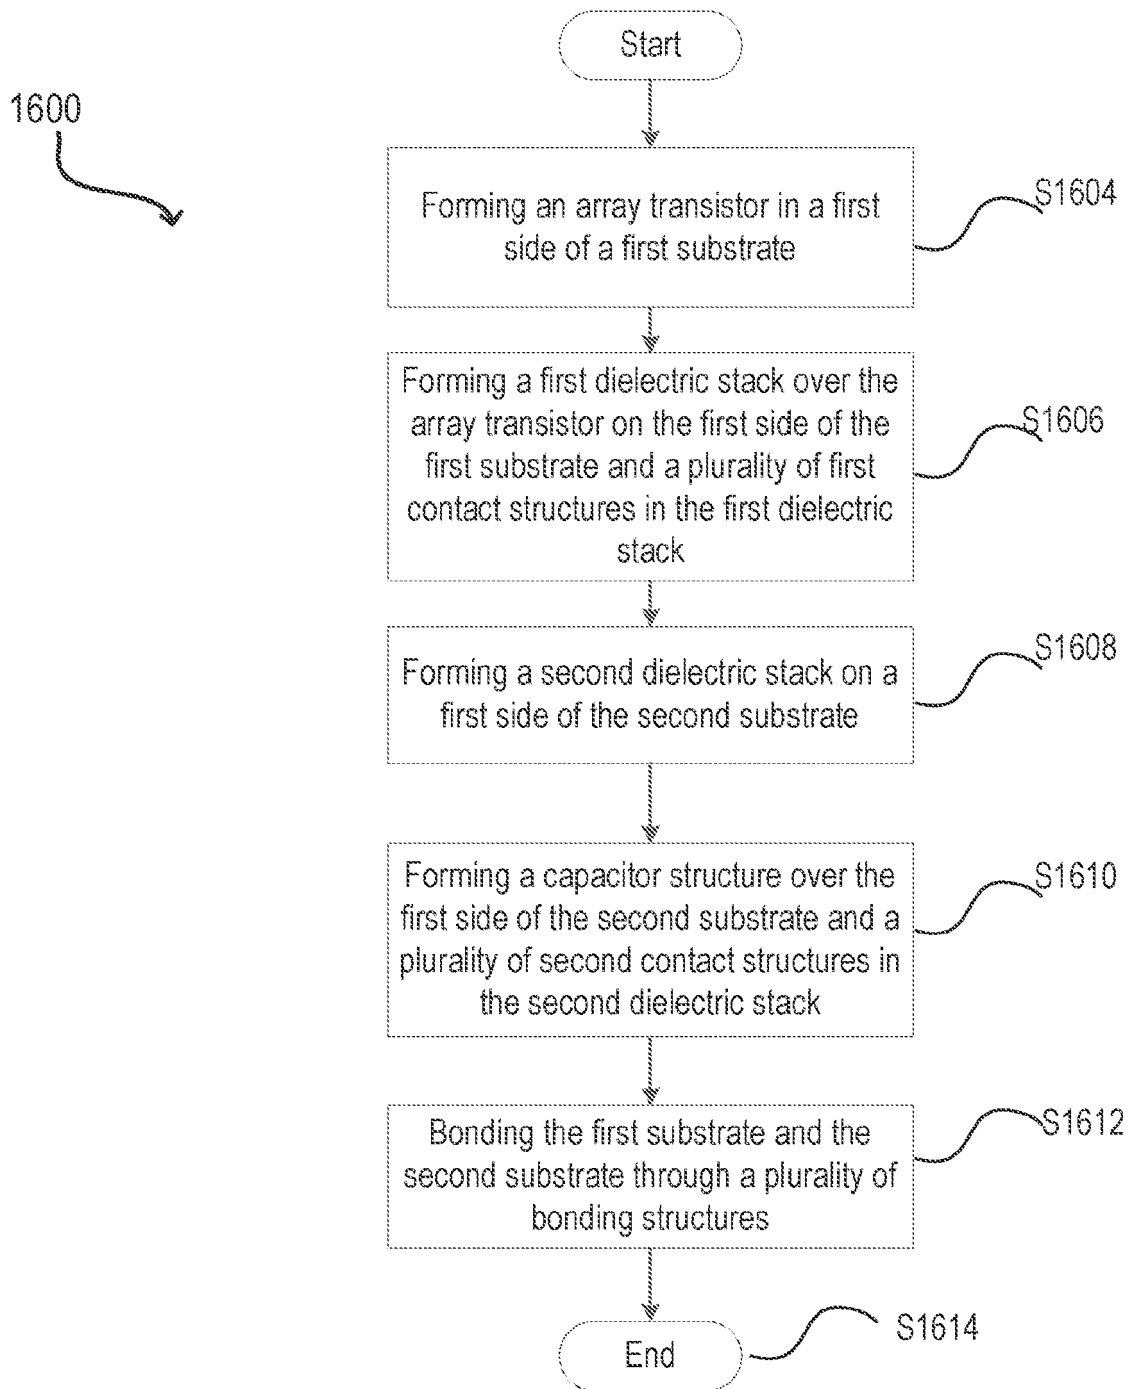 Start
1600
Forming an array transistor in a first
side of a first substrate
S1604
Forming a first dielectric stack over the
array transistor on the first side of the
first substrate and a plurality of first
contact structures in the first dielectric
stack
S1606
Forming a second dielectric stack on a
first side of the second substrate
S1608
Forming a capacitor structure over the
first side of the second substrate and a
plurality of second contact structures in
the second dielectric stack
S1610
Bonding the first substrate and the
second substrate through a plurality of
bonding structures
S1612
End
S1614